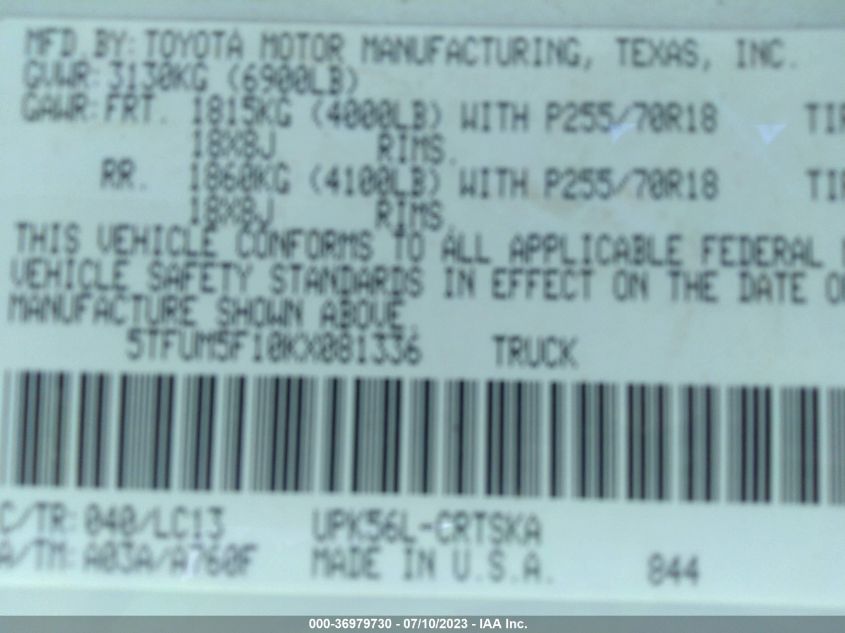 MFD.BY: TOYOTA MOTOR MANUFACTURING, TEXAS, INC.
GVWR: 3130KG (6900LB)
GAWR: FRT. 1815KG (4000LB) WITH P255/70R18 TIR
18X8J RIMS.
RR. 1860KG (4100LB) WITH P255/70R18 TIR
18X8J RIMS.
THIS VEHICLE CONFORMS TO ALL APPLICABLE FEDERAL
VEHICLE SAFETY STANDARDS IN EFFECT ON THE DATE O
MANUFACTURE SHOWN ABOVE.
5TFUM5F10KX081336 TRUCK
C/TR: 040/LC13 UPK56L-CRTSKA
A/TM: A03A/A760F MADE IN U.S.A. 844
000-36979730 - 07/10/2023 - IAA Inc.